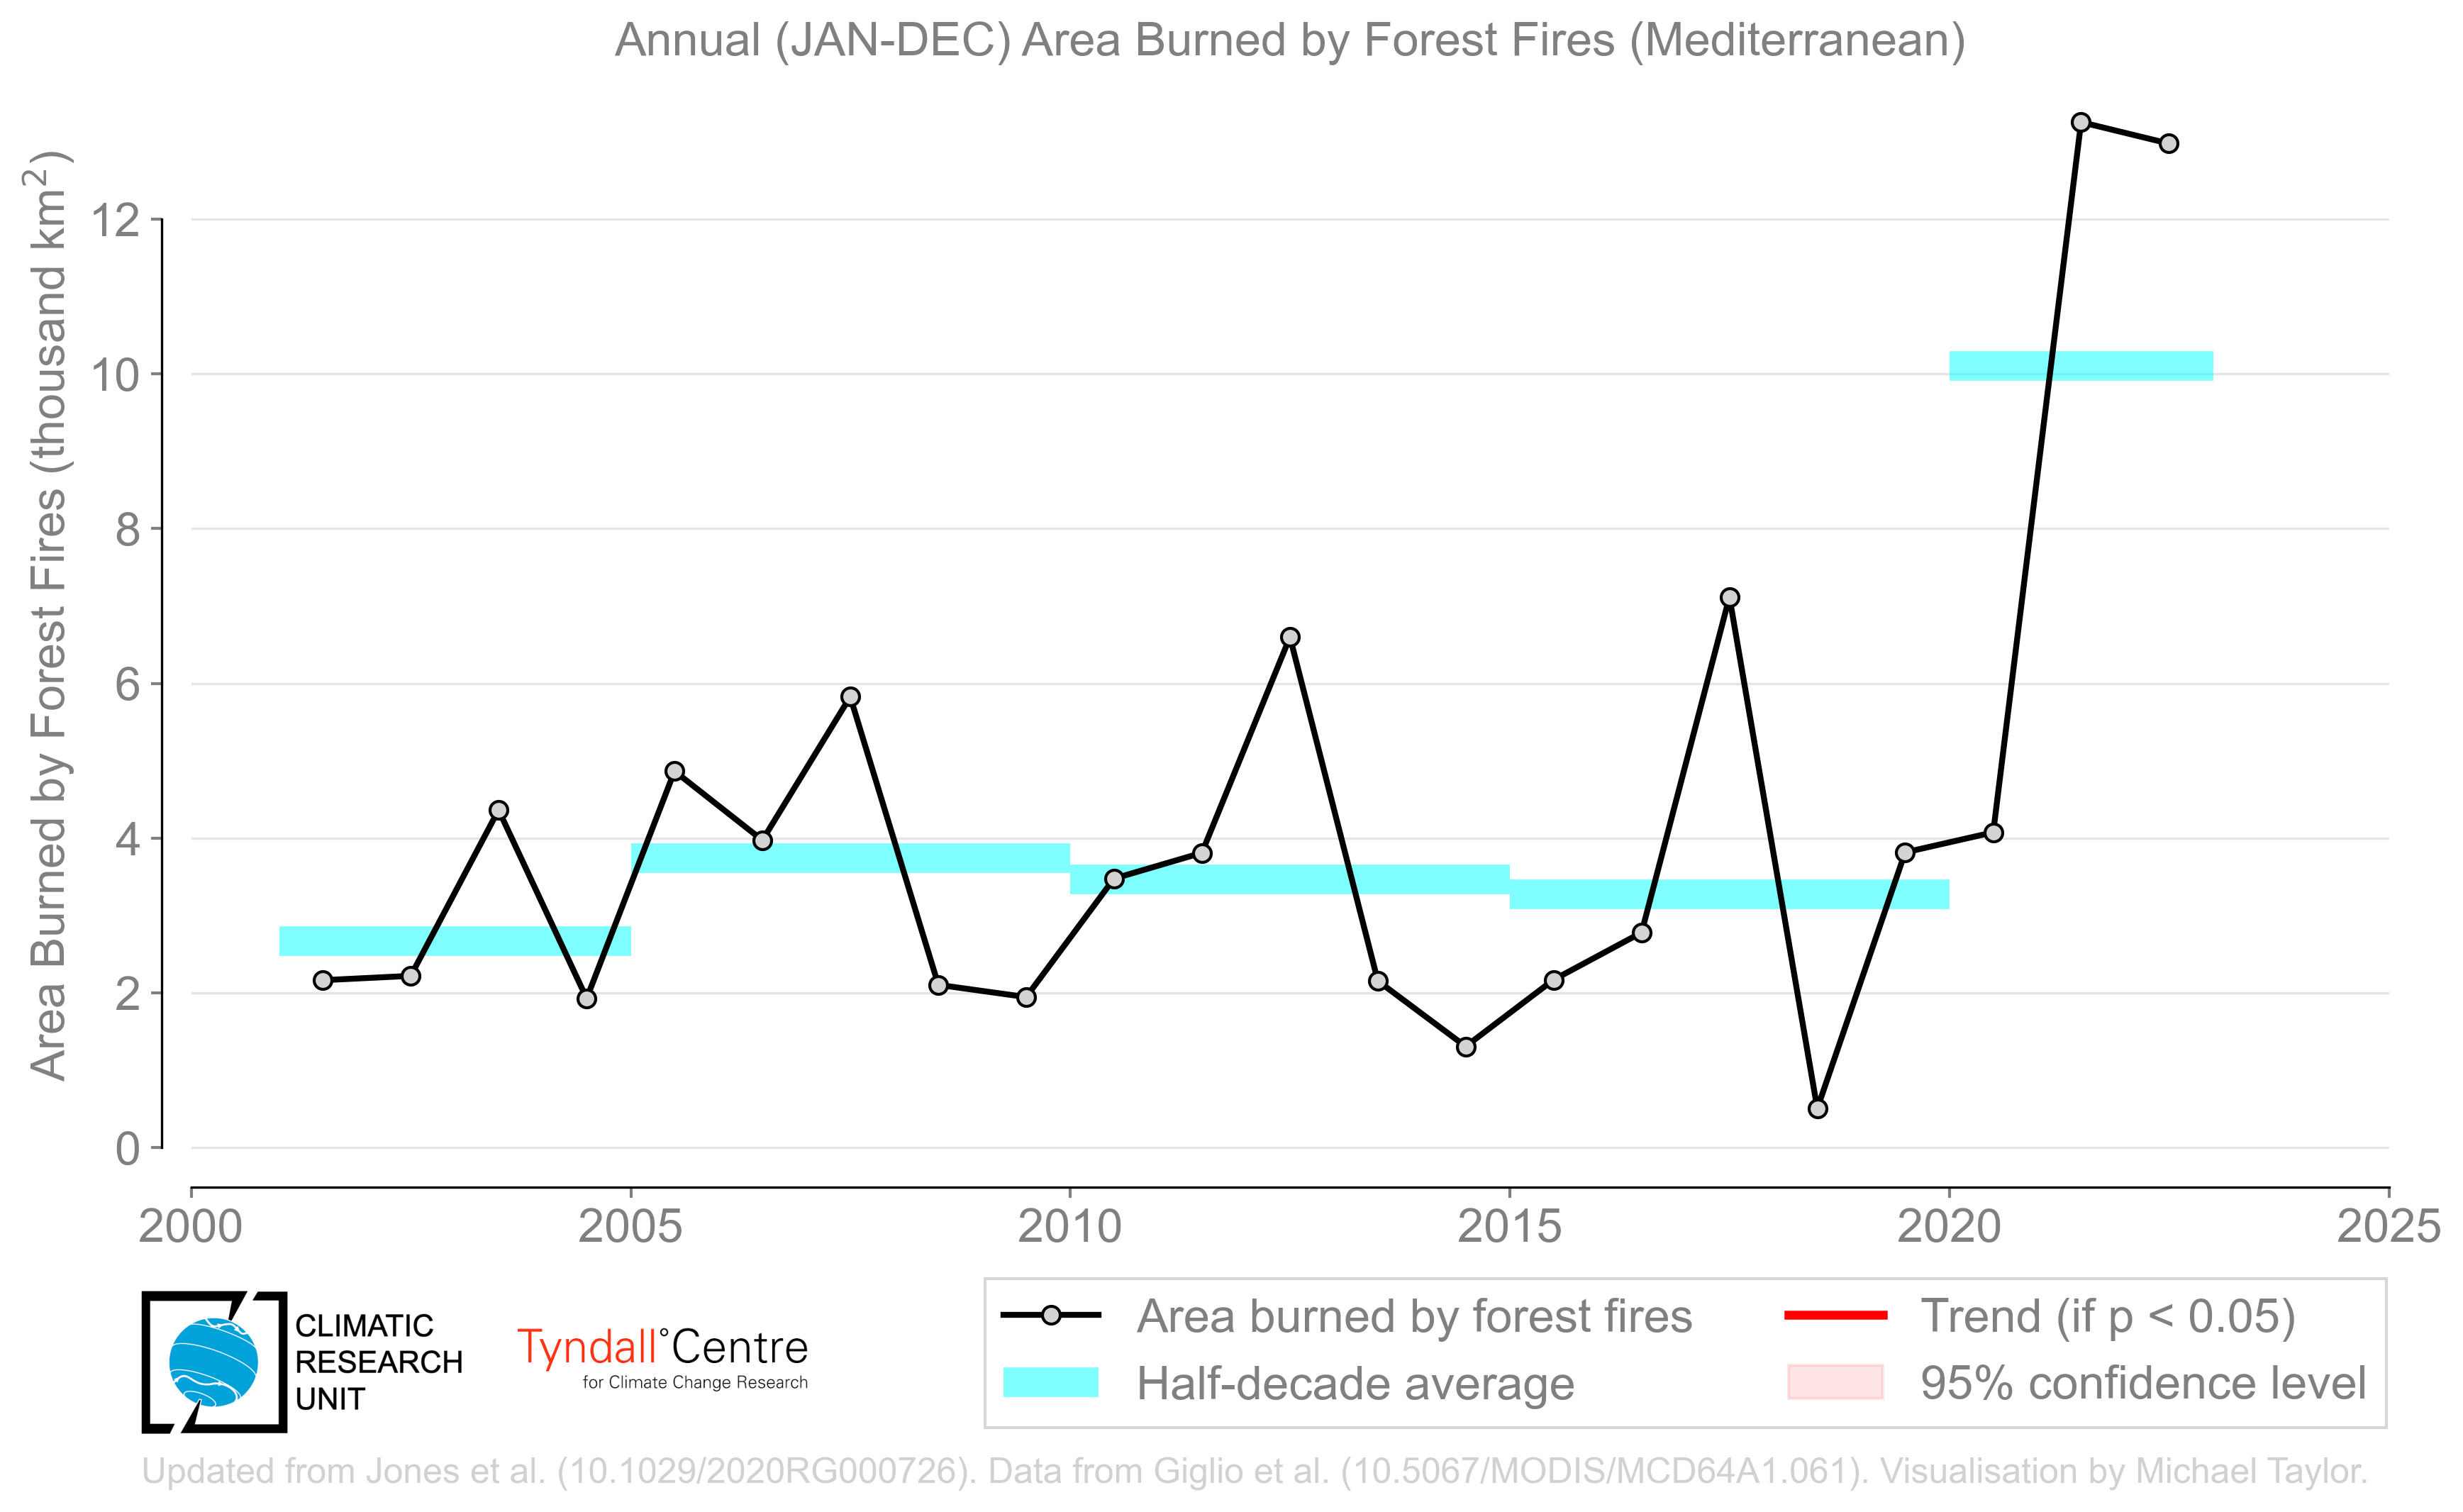 Annual (JAN-DEC) Area Burned by Forest Fires (Mediterranean)
Area Burned by Forest Fires (thousand km²)
12
10
8
6
4
2
0
2000 2005 2010 2015 2020 2025
CLIMATIC
RESEARCH
UNIT
Tyndall°Centre
for Climate Change Research
Area burned by forest fires
Half-decade average
Trend (if p < 0.05)
95% confidence level
Updated from Jones et al. (10.1029/2020RG000726). Data from Giglio et al. (10.5067/MODIS/MCD64A1.061). Visualisation by Michael Taylor.